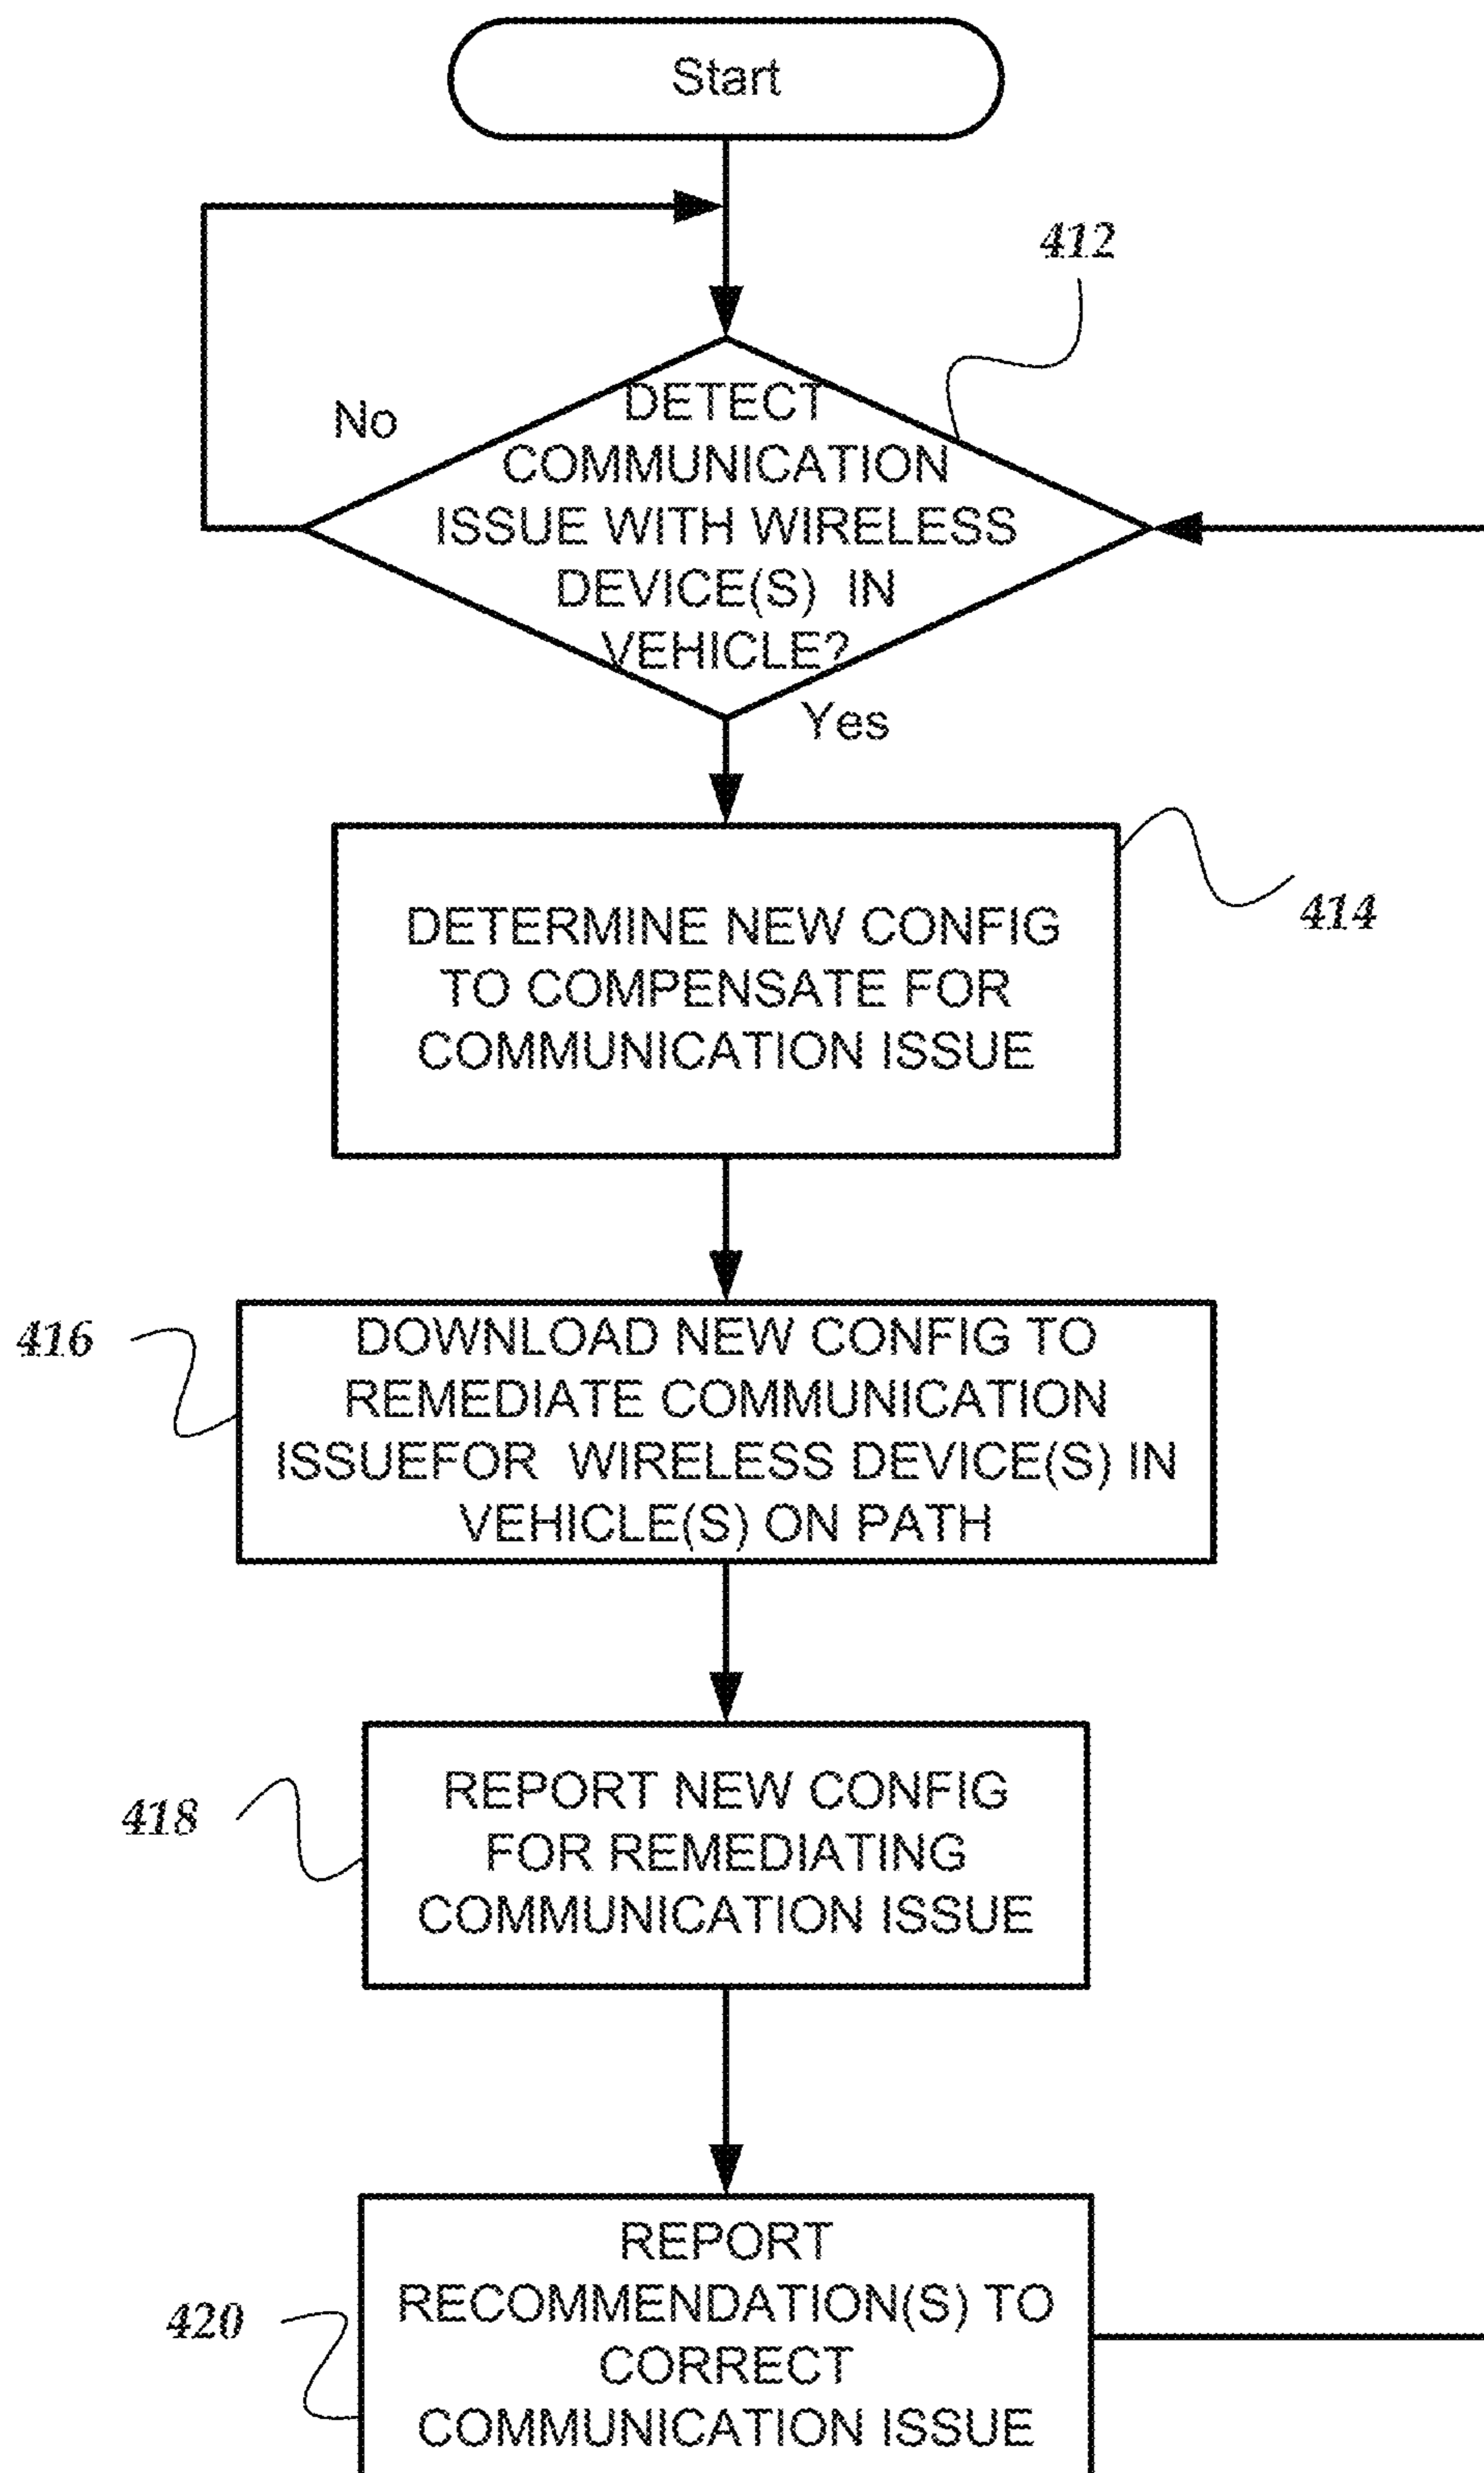 Start
412
No
DETECT
COMMUNICATION
ISSUE WITH WIRELESS
DEVICE(S) IN
VEHICLE?
Yes
414
DETERMINE NEW CONFIG
TO COMPENSATE FOR
COMMUNICATION ISSUE
416
DOWNLOAD NEW CONFIG TO
REMEDIATE COMMUNICATION
ISSUEFOR WIRELESS DEVICE(S) IN
VEHICLE(S) ON PATH
418
REPORT NEW CONFIG
FOR REMEDIATING
COMMUNICATION ISSUE
420
REPORT
RECOMMENDATION(S) TO
CORRECT
COMMUNICATION ISSUE